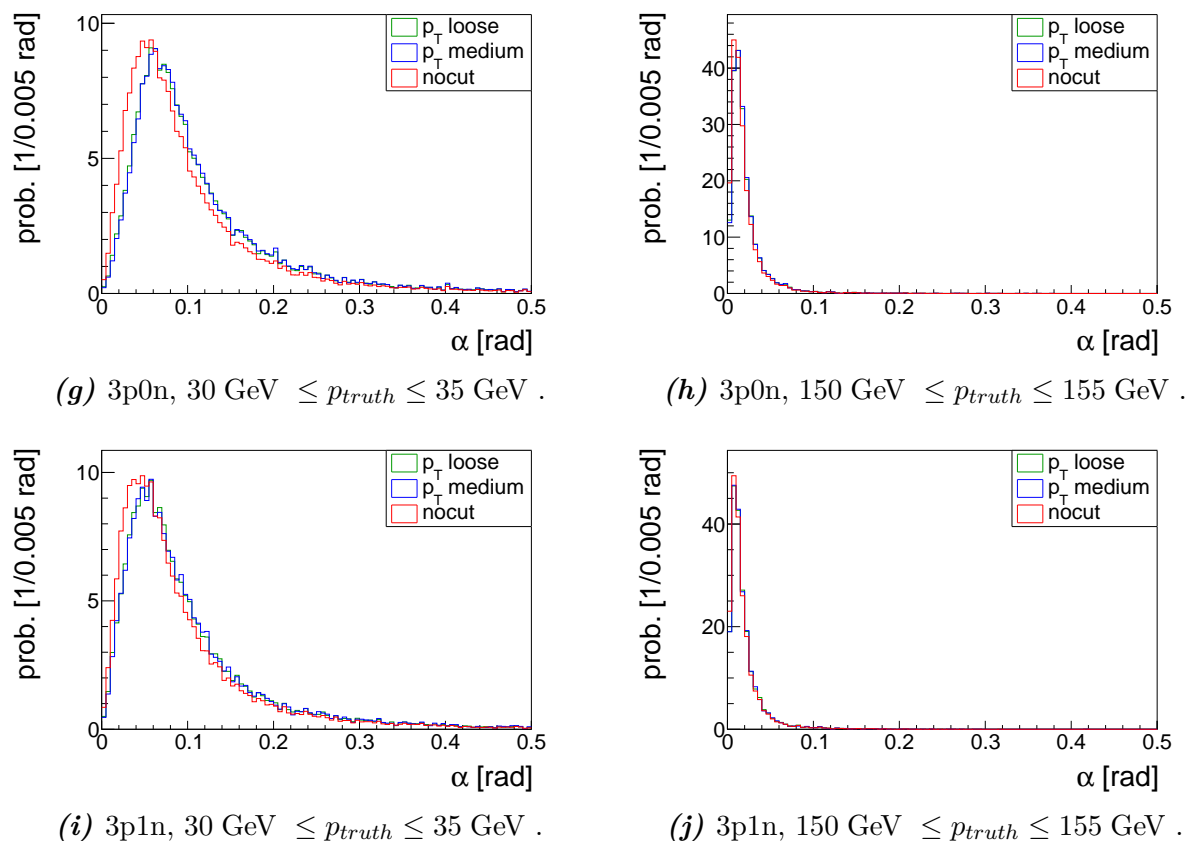 prob. [1/0.005 rad]
10
5
0
p_T loose
p_T medium
nocut
0 0.1 0.2 0.3 0.4 0.5
α [rad]
(g) 3p0n, 30 GeV ≤ p_truth ≤ 35 GeV .
prob. [1/0.005 rad]
40
30
20
10
0
p_T loose
p_T medium
nocut
0 0.1 0.2 0.3 0.4 0.5
α [rad]
(h) 3p0n, 150 GeV ≤ p_truth ≤ 155 GeV .
prob. [1/0.005 rad]
10
5
0
p_T loose
p_T medium
nocut
0 0.1 0.2 0.3 0.4 0.5
α [rad]
(i) 3p1n, 30 GeV ≤ p_truth ≤ 35 GeV .
prob. [1/0.005 rad]
40
20
0
p_T loose
p_T medium
nocut
0 0.1 0.2 0.3 0.4 0.5
α [rad]
(j) 3p1n, 150 GeV ≤ p_truth ≤ 155 GeV .